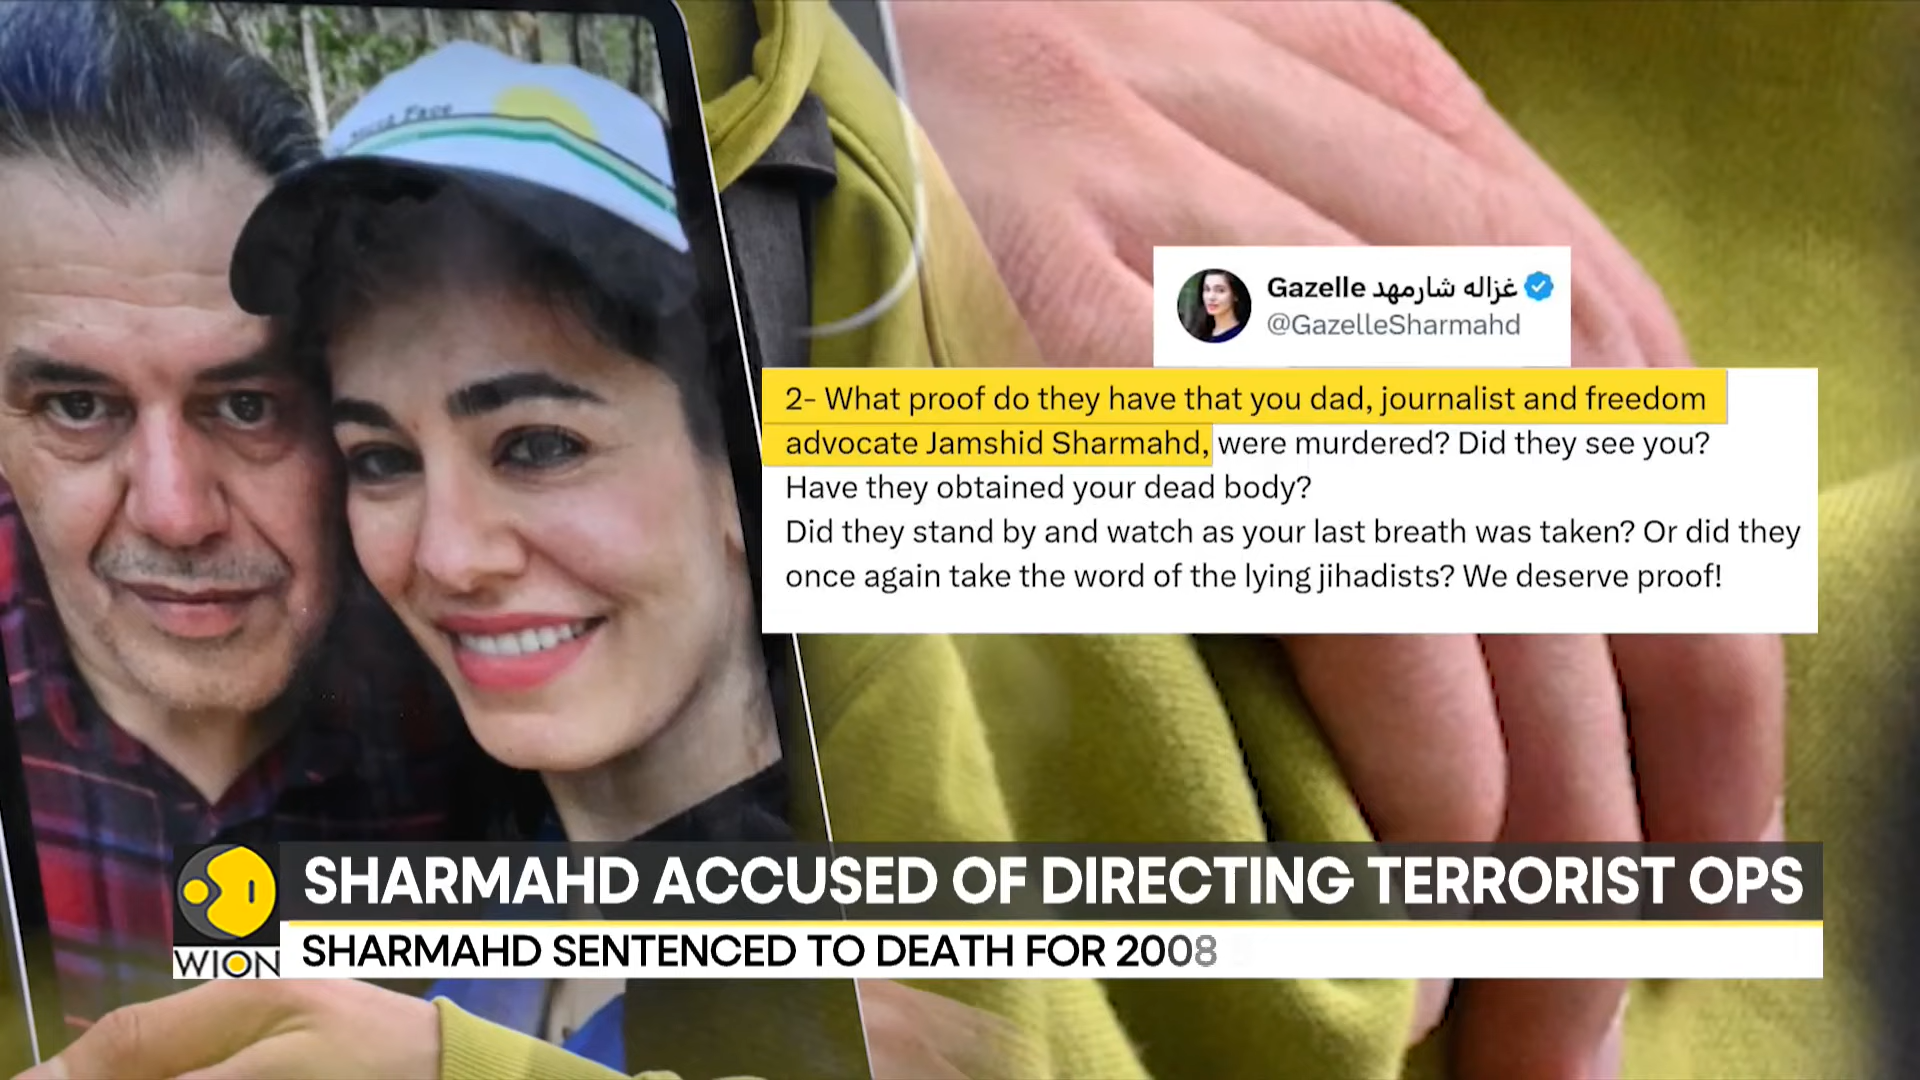 Gazelle غزاله شارمهد
@GazelleSharmahd
2- What proof do they have that you dad, journalist and freedom
advocate Jamshid Sharmahd, were murdered? Did they see you?
Have they obtained your dead body?
Did they stand by and watch as your last breath was taken? Or did they
once again take the word of the lying jihadists? We deserve proof!
SHARMAHD ACCUSED OF DIRECTING TERRORIST OPS
SHARMAHD SENTENCED TO DEATH FOR 2008
WION